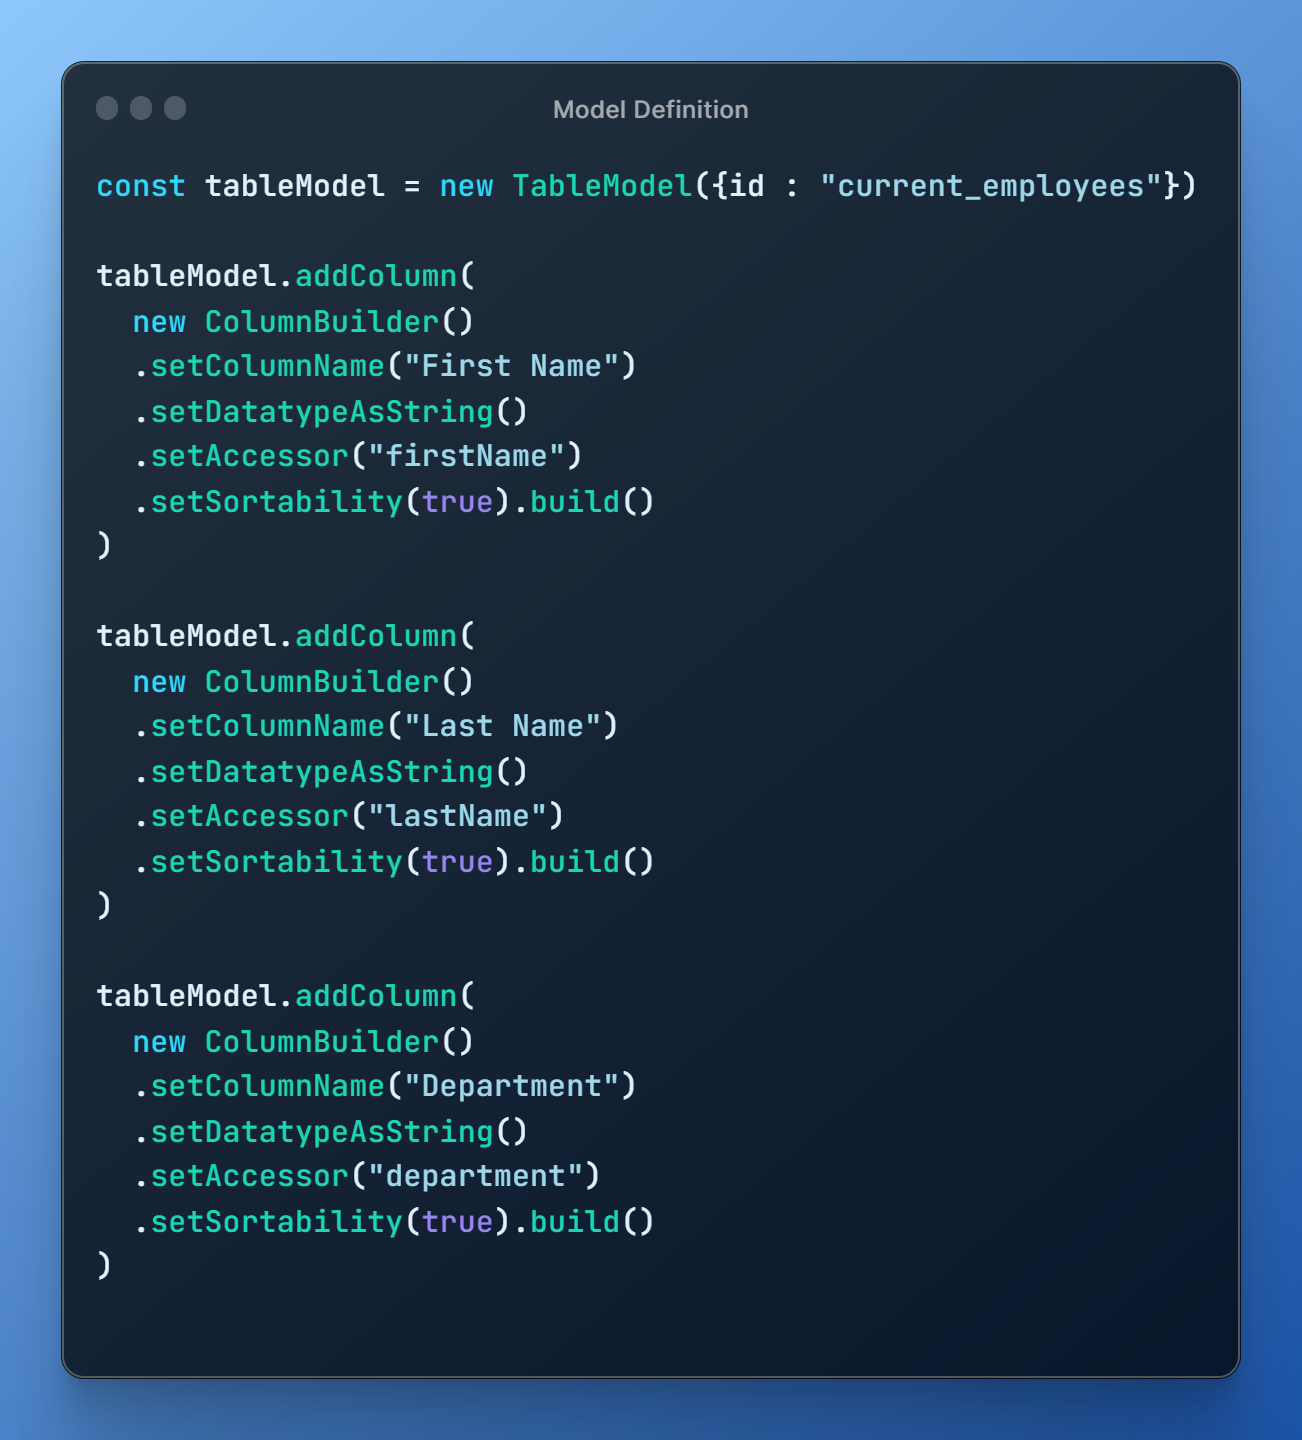 Model Definition
const tableModel = new TableModel({id : "current_employees"})
tableModel.addColumn(
  new ColumnBuilder()
  .setColumnName("First Name")
  .setDatatypeAsString()
  .setAccessor("firstName")
  .setSortability(true).build()
)
tableModel.addColumn(
  new ColumnBuilder()
  .setColumnName("Last Name")
  .setDatatypeAsString()
  .setAccessor("lastName")
  .setSortability(true).build()
)
tableModel.addColumn(
  new ColumnBuilder()
  .setColumnName("Department")
  .setDatatypeAsString()
  .setAccessor("department")
  .setSortability(true).build()
)